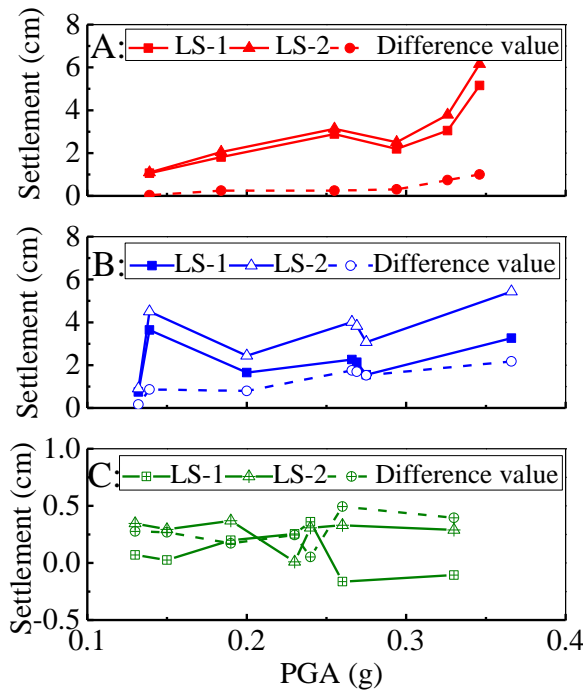 8
6
4
2
0
Settlement (cm)
A: LS-1 LS-2 Difference value
8
6
4
2
0
Settlement (cm)
B: LS-1 LS-2 Difference value
1.0
0.5
0.0
-0.5
Settlement (cm)
C: LS-1 LS-2 Difference value
0.1 0.2 0.3 0.4
PGA (g)